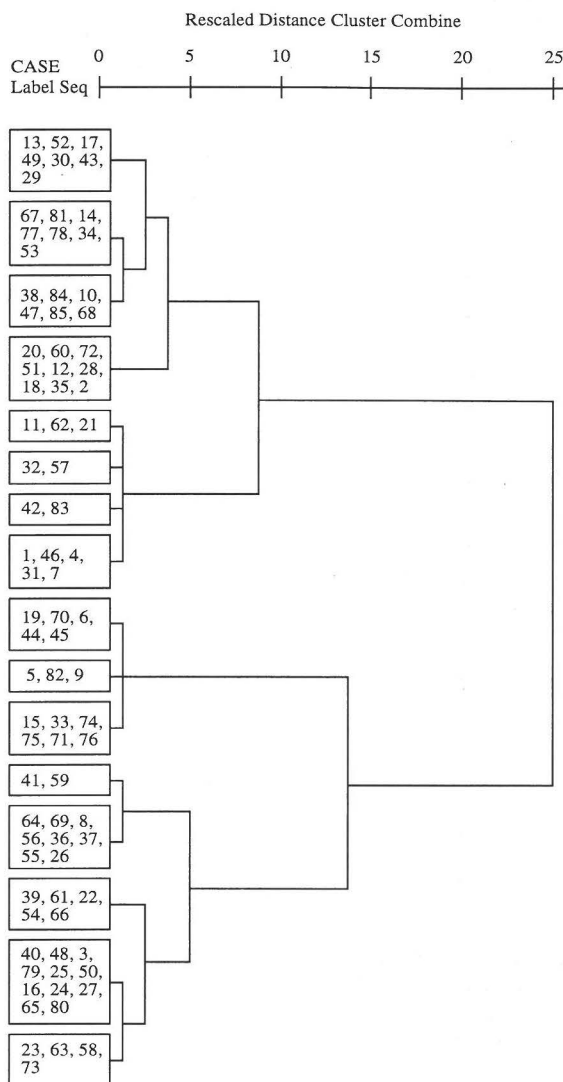 Rescaled Distance Cluster Combine
0 5 10 15 20 25
CASE
Label Seq
13, 52, 17,
49, 30, 43,
29
67, 81, 14,
77, 78, 34,
53
38, 84, 10,
47, 85, 68
20, 60, 72,
51, 12, 28,
18, 35, 2
11, 62, 21
32, 57
42, 83
1, 46, 4,
31, 7
19, 70, 6,
44, 45
5, 82, 9
15, 33, 74,
75, 71, 76
41, 59
64, 69, 8,
56, 36, 37,
55, 26
39, 61, 22,
54, 66
40, 48, 3,
79, 25, 50,
16, 24, 27,
65, 80
23, 63, 58,
73